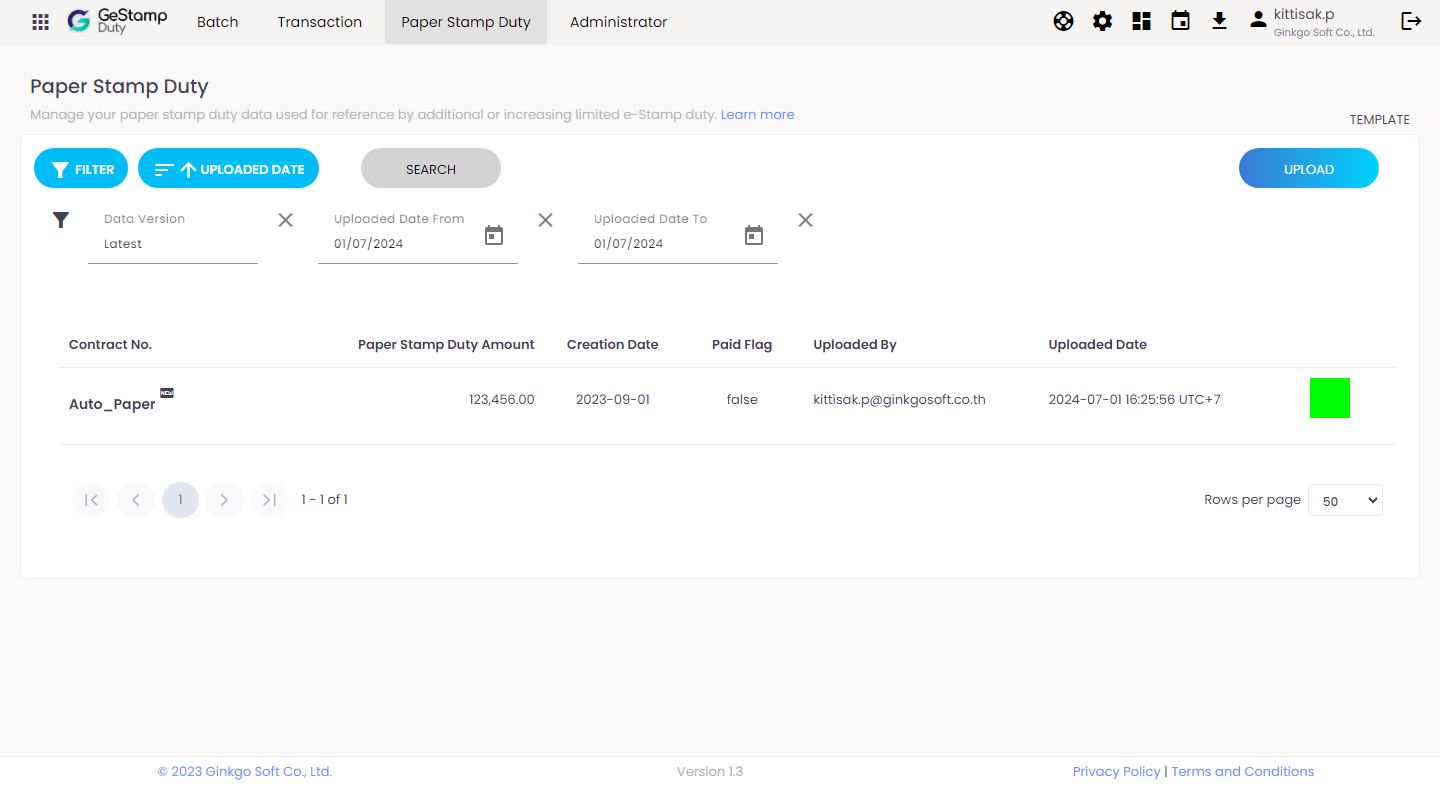 GeStamp
Duty
Batch
Transaction
Paper Stamp Duty
Administrator
kittisak.p
Ginkgo Soft Co., Ltd.
Paper Stamp Duty
Manage your paper stamp duty data used for reference by additional or increasing limited e-Stamp duty. Learn more
TEMPLATE
FILTER
UPLOADED DATE
SEARCH
UPLOAD
Data Version
Latest
Uploaded Date From
01/07/2024
Uploaded Date To
01/07/2024
Contract No. Paper Stamp Duty Amount Creation Date Paid Flag Uploaded By Uploaded Date
Auto_Paper NEW 123,456.00 2023-09-01 false kittisak.p@ginkgosoft.co.th 2024-07-01 16:25:56 UTC+7
1
1 - 1 of 1
Rows per page 50
© 2023 Ginkgo Soft Co., Ltd.
Version 1.3
Privacy Policy | Terms and Conditions